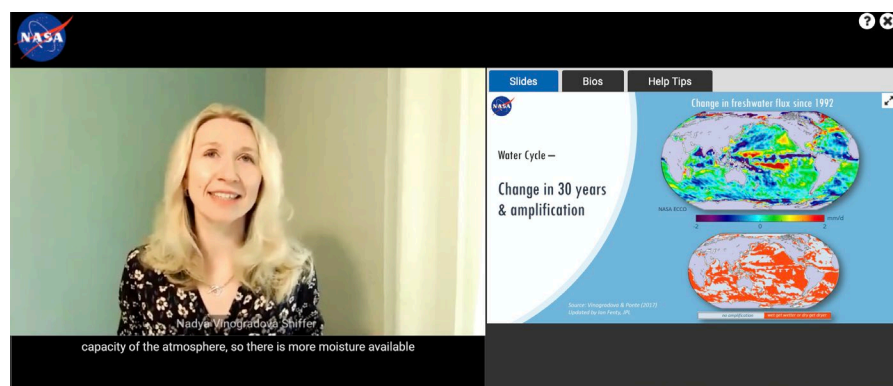 NASA
Slides
Bios
Help Tips
NASA
Change in freshwater flux since 1992
Water Cycle –
Change in 30 years
& amplification
NASA ECCO
mm/d
-2
0
2
Source: Vinogradova & Ponte (2017)
Updated by Ian Fenty, JPL
no amplification
wet get wetter or dry get dryer
Nadya Vinogradova Shiffer
capacity of the atmosphere, so there is more moisture available